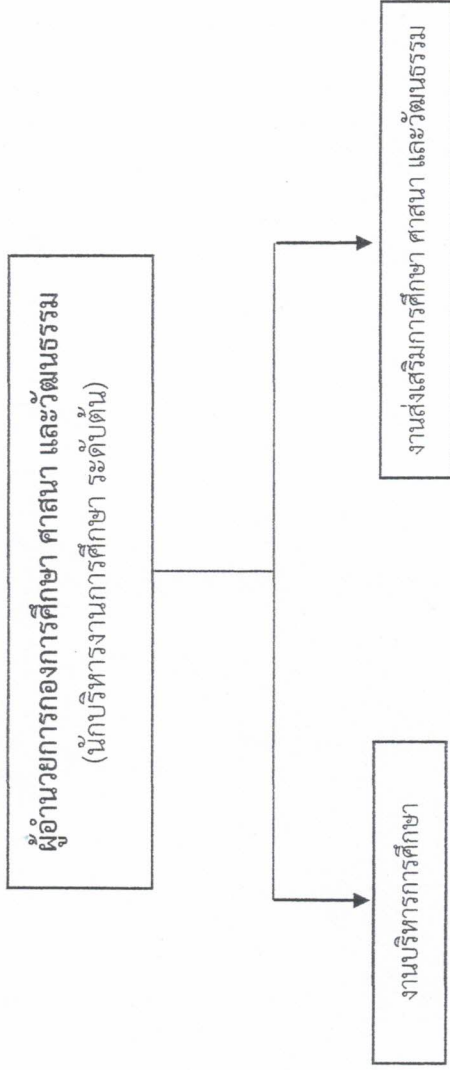 ผู้อำนวยการกองการศึกษา ศาสนา และวัฒนธรรม
(นักบริหารงานการศึกษา ระดับต้น)
งานบริหารการศึกษา
งานส่งเสริมการศึกษา ศาสนา และวัฒนธรรม